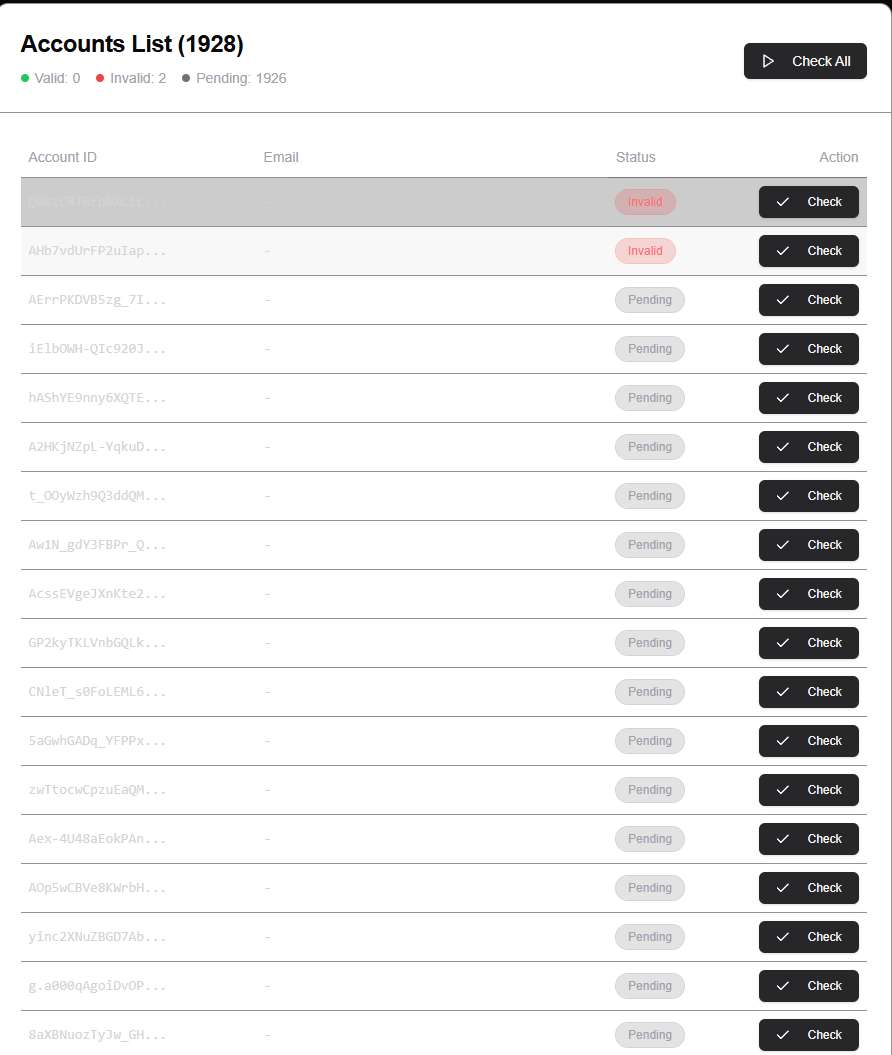 Accounts List (1928)
Valid: 0 Invalid: 2 Pending: 1926
Check All
Account ID Email Status Action
- Invalid Check
AHb7vdUrFP2uIap... - Invalid Check
AErrPKDVB5zg_7I... - Pending Check
iElbOWH-QIc920J... - Pending Check
hAShYE9nny6XQTE... - Pending Check
A2HKjNZpL-YqkuD... - Pending Check
t_OOyWzh9Q3ddQM... - Pending Check
Aw1N_gdY3FBPr_Q... - Pending Check
AcssEVgeJXnKte2... - Pending Check
GP2kyTKLVnbGQLk... - Pending Check
CNleT_s0FoLEML6... - Pending Check
5aGwhGADq_YFPPx... - Pending Check
zwTtocwCpzuEaQM... - Pending Check
Aex-4U48aEokPAn... - Pending Check
AOp5wCBVe8KWrbH... - Pending Check
yinc2XNuZBGD7Ab... - Pending Check
g.a000qAgoiDvOP... - Pending Check
8aXBNuozTyJw_GH... - Pending Check